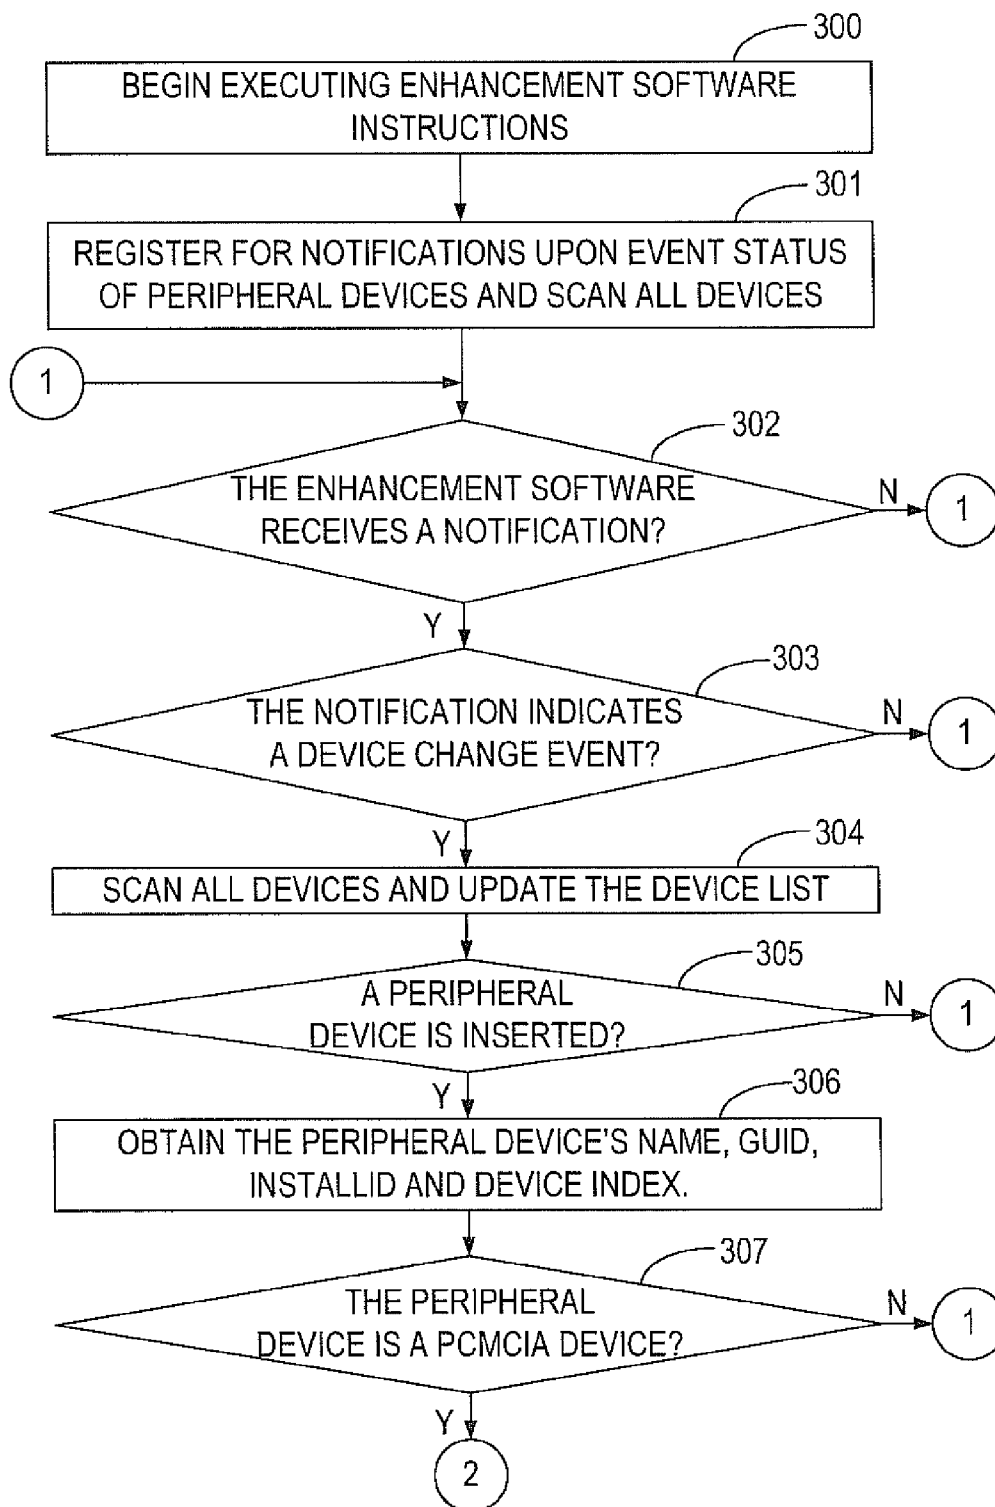 300
BEGIN EXECUTING ENHANCEMENT SOFTWARE
INSTRUCTIONS
301
REGISTER FOR NOTIFICATIONS UPON EVENT STATUS
OF PERIPHERAL DEVICES AND SCAN ALL DEVICES
1
302
THE ENHANCEMENT SOFTWARE
RECEIVES A NOTIFICATION?
N
1
Y
303
THE NOTIFICATION INDICATES
A DEVICE CHANGE EVENT?
N
1
Y
304
SCAN ALL DEVICES AND UPDATE THE DEVICE LIST
305
A PERIPHERAL
DEVICE IS INSERTED?
N
1
Y
306
OBTAIN THE PERIPHERAL DEVICE'S NAME, GUID,
INSTALLID AND DEVICE INDEX.
307
THE PERIPHERAL
DEVICE IS A PCMCIA DEVICE?
N
1
Y
2